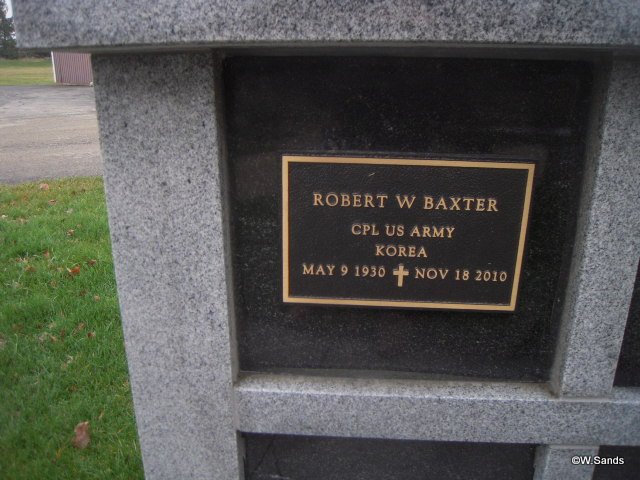 ROBERT W BAXTER
CPL US ARMY
KOREA
MAY 9 1930 ✝ NOV 18 2010
©W.Sands